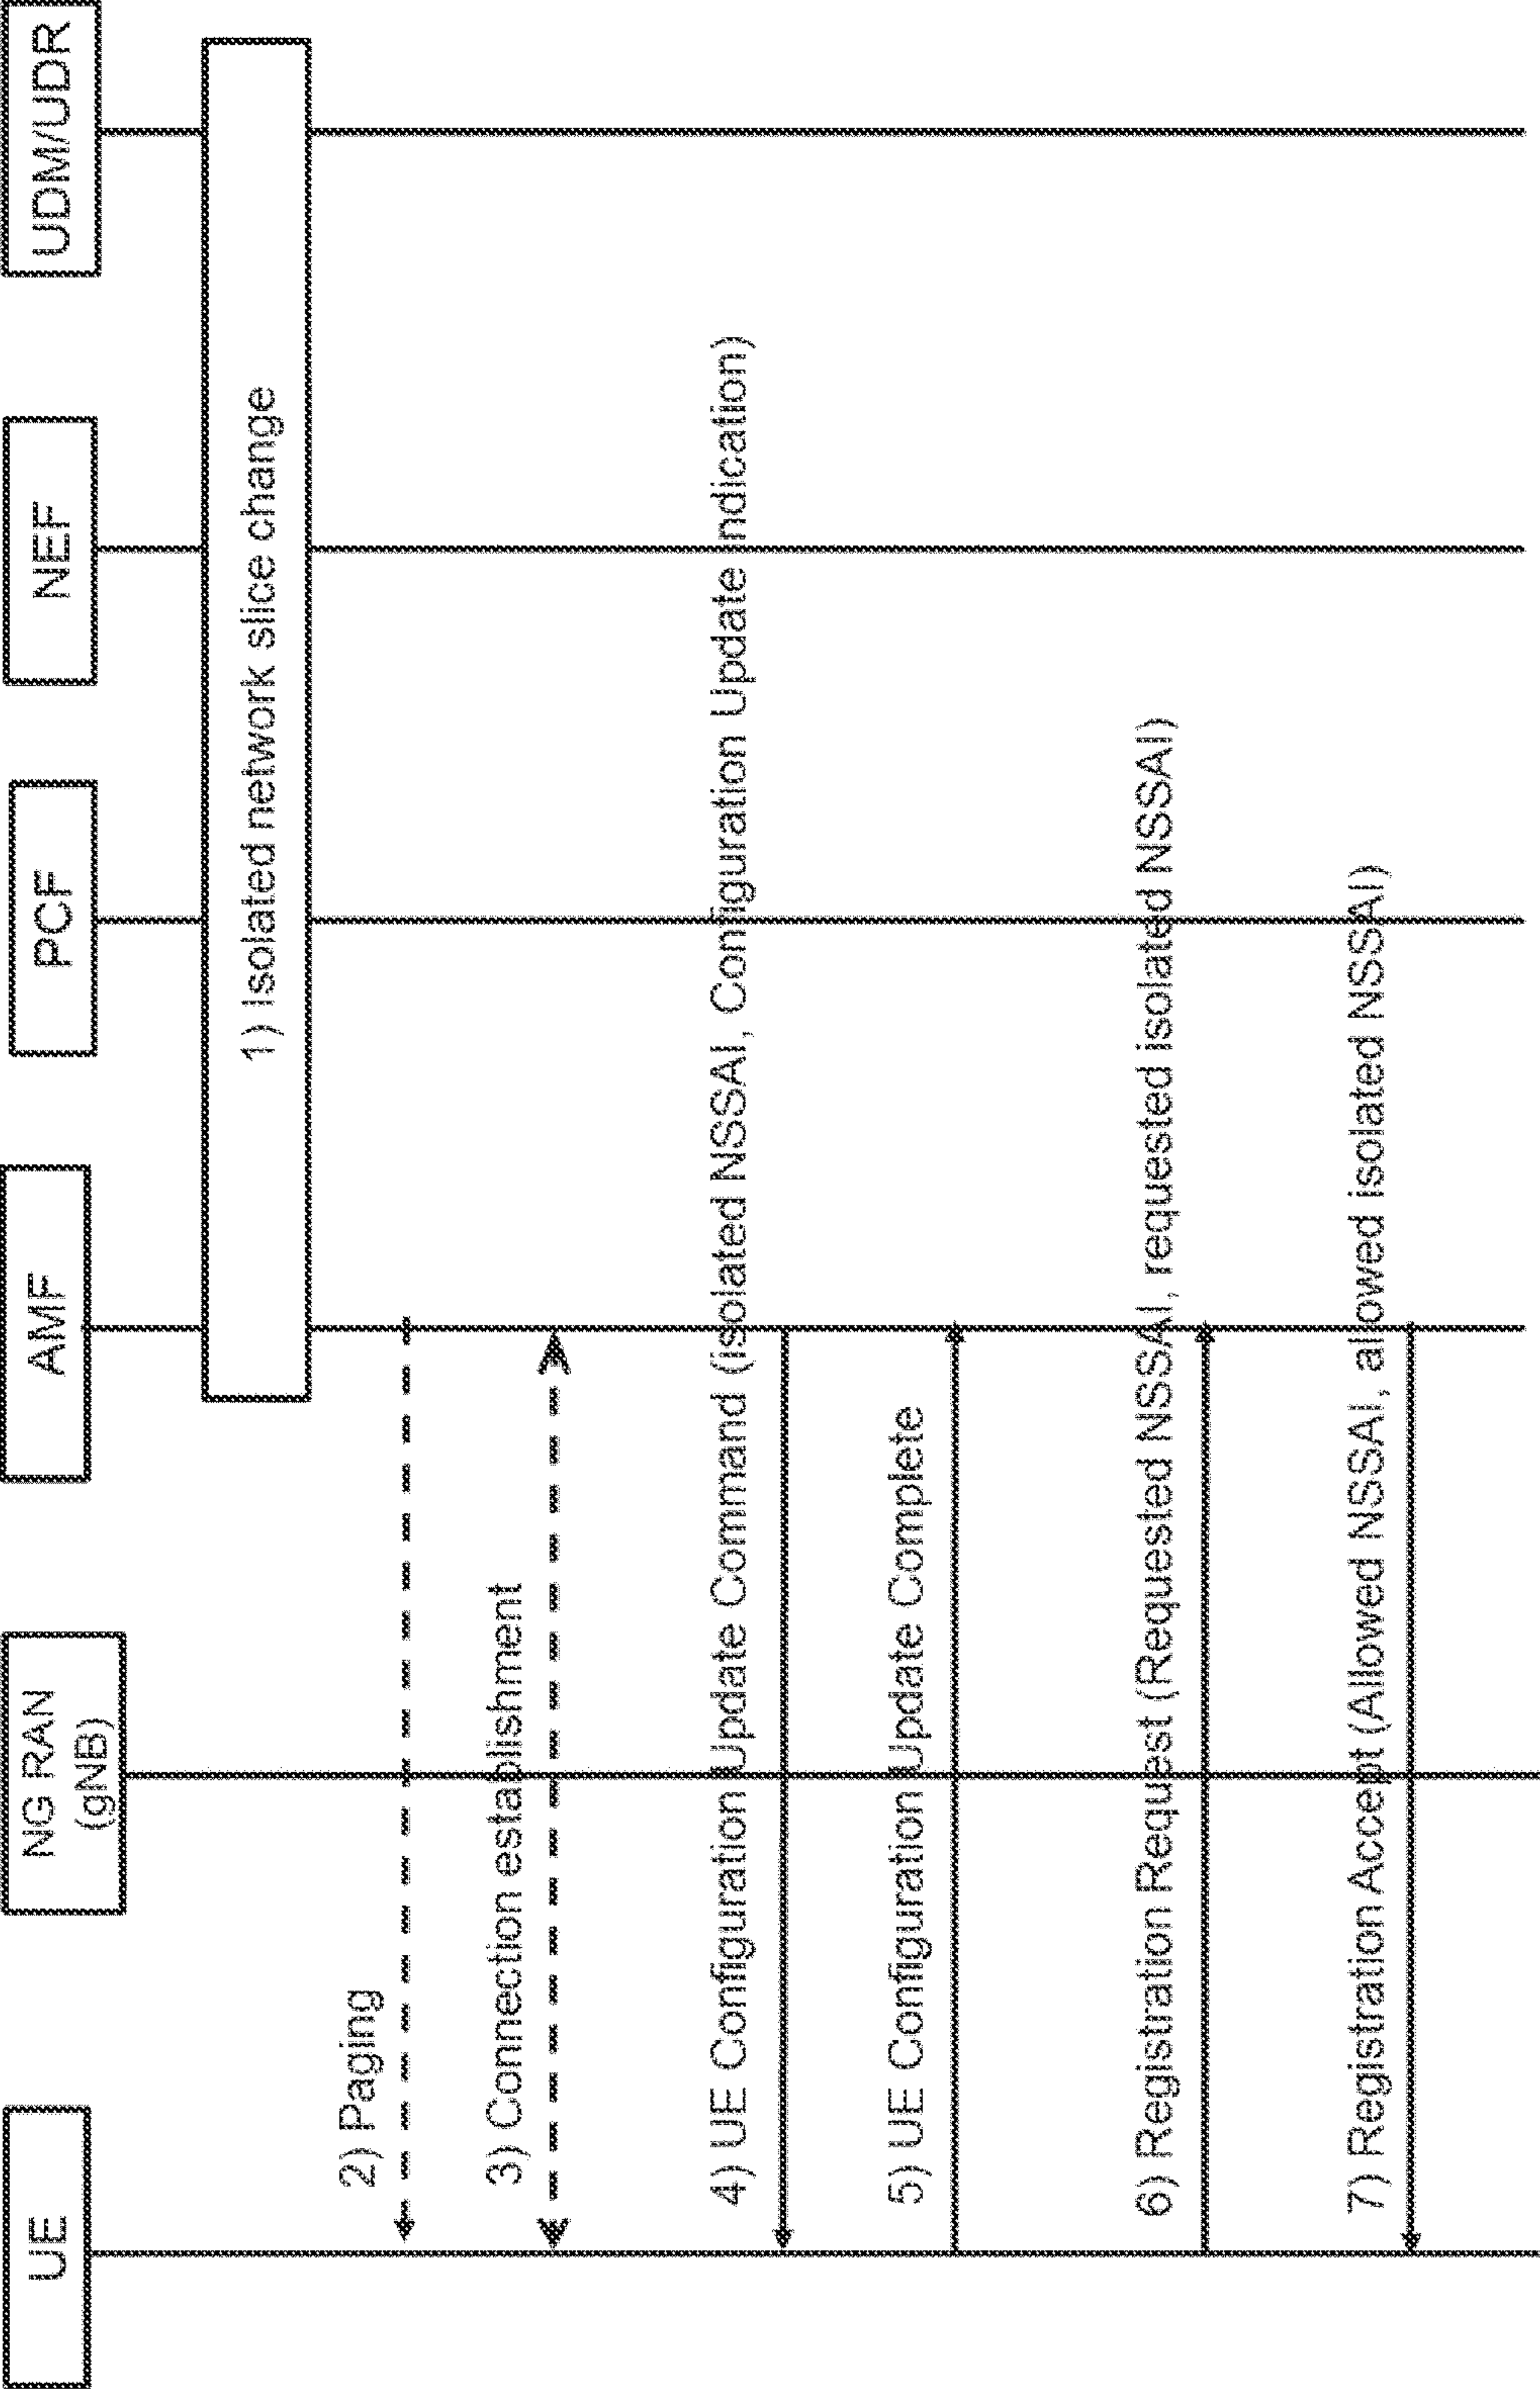 UE
NG RAN
(gNB)
AMF
PCF
NEF
UDM/UDR
1) Isolated network slice change
2) Paging
3) Connection establishment
4) UE Configuration Update Command (isolated NSSAI, Configuration Update Indication)
5) UE Configuration Update Complete
6) Registration Request (Requested NSSAI, requested isolated NSSAI)
7) Registration Accept (Allowed NSSAI, allowed isolated NSSAI)